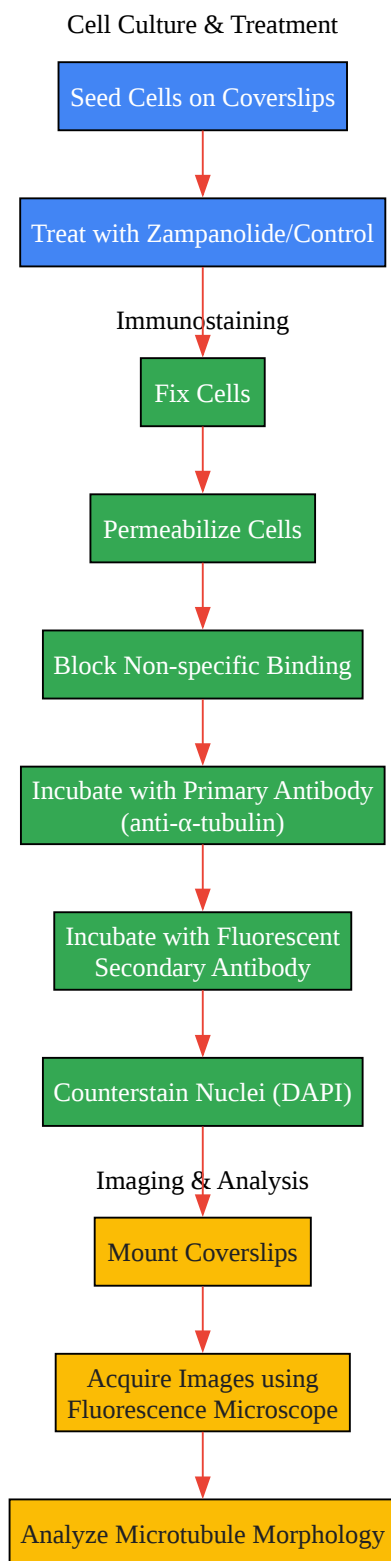 Cell Culture & Treatment
Seed Cells on Coverslips
Treat with Zampanolide/Control
Immunostaining
Fix Cells
Permeabilize Cells
Block Non-specific Binding
Incubate with Primary Antibody
(anti-α-tubulin)
Incubate with Fluorescent
Secondary Antibody
Counterstain Nuclei (DAPI)
Imaging & Analysis
Mount Coverslips
Acquire Images using
Fluorescence Microscope
Analyze Microtubule Morphology